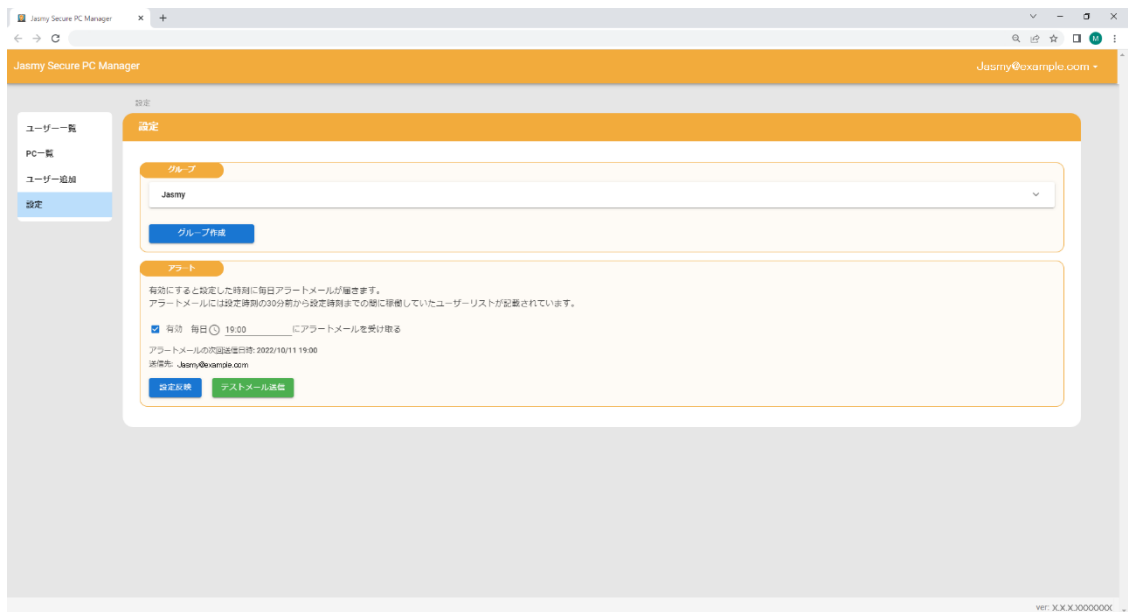 Jasmy Secure PC Manager
M
Jasmy Secure PC Manager
Jasmy@example.com
設定
ユーザー一覧
PC一覧
ユーザー追加
設定
設定
グループ
Jasmy
グループ作成
アラート
有効にすると設定した時刻に毎日アラートメールが届きます。
アラートメールには設定時刻の30分前から設定時刻までの間に稼働していたユーザーリストが記載されています。
有効 毎日 19:00 にアラートメールを受け取る
アラートメールの次回送信日時: 2022/10/11 19:00
送信先: Jasmy@example.com
設定反映 テストメール送信
ver: X.X.X.XXXXXXX